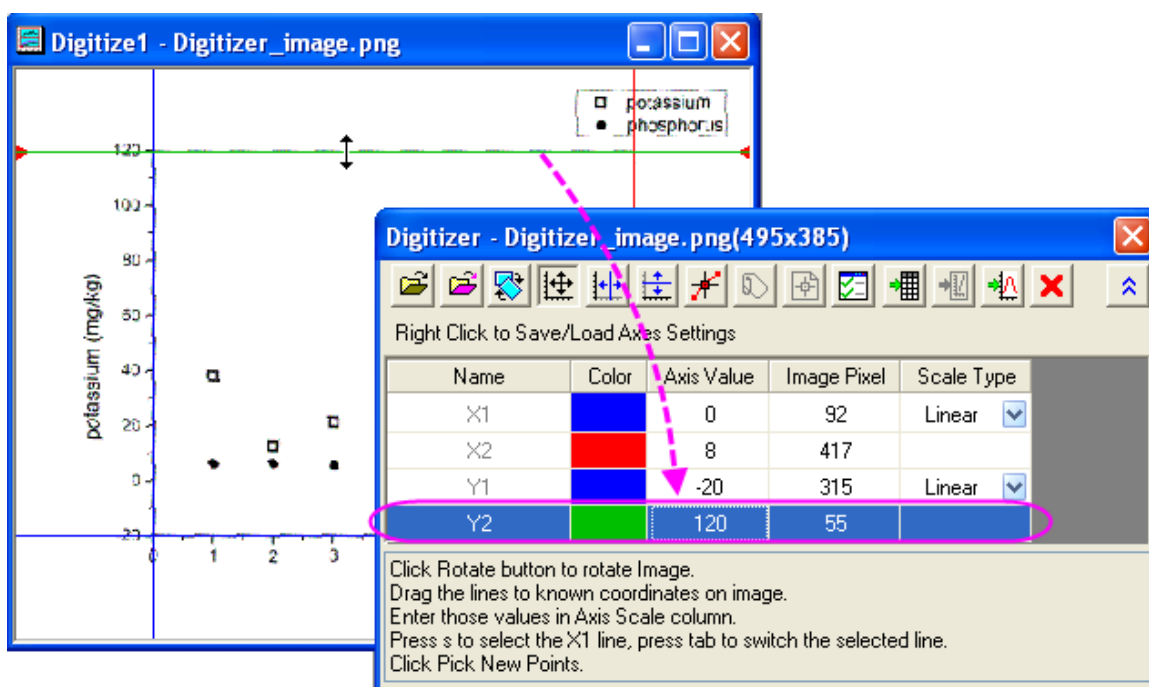 Digitize1 - Digitizer_image.png
potassium
phosphorus
120
100
80
60
40
20
0
-20
potassium (mg/kg)
0 1 2 3
Digitizer - Digitizer_image.png(495x385)
Right Click to Save/Load Axes Settings
Name Color Axis Value Image Pixel Scale Type
X1 0 92 Linear
X2 8 417
Y1 -20 315 Linear
Y2 120 55
Click Rotate button to rotate Image.
Drag the lines to known coordinates on image.
Enter those values in Axis Scale column.
Press s to select the X1 line, press tab to switch the selected line.
Click Pick New Points.